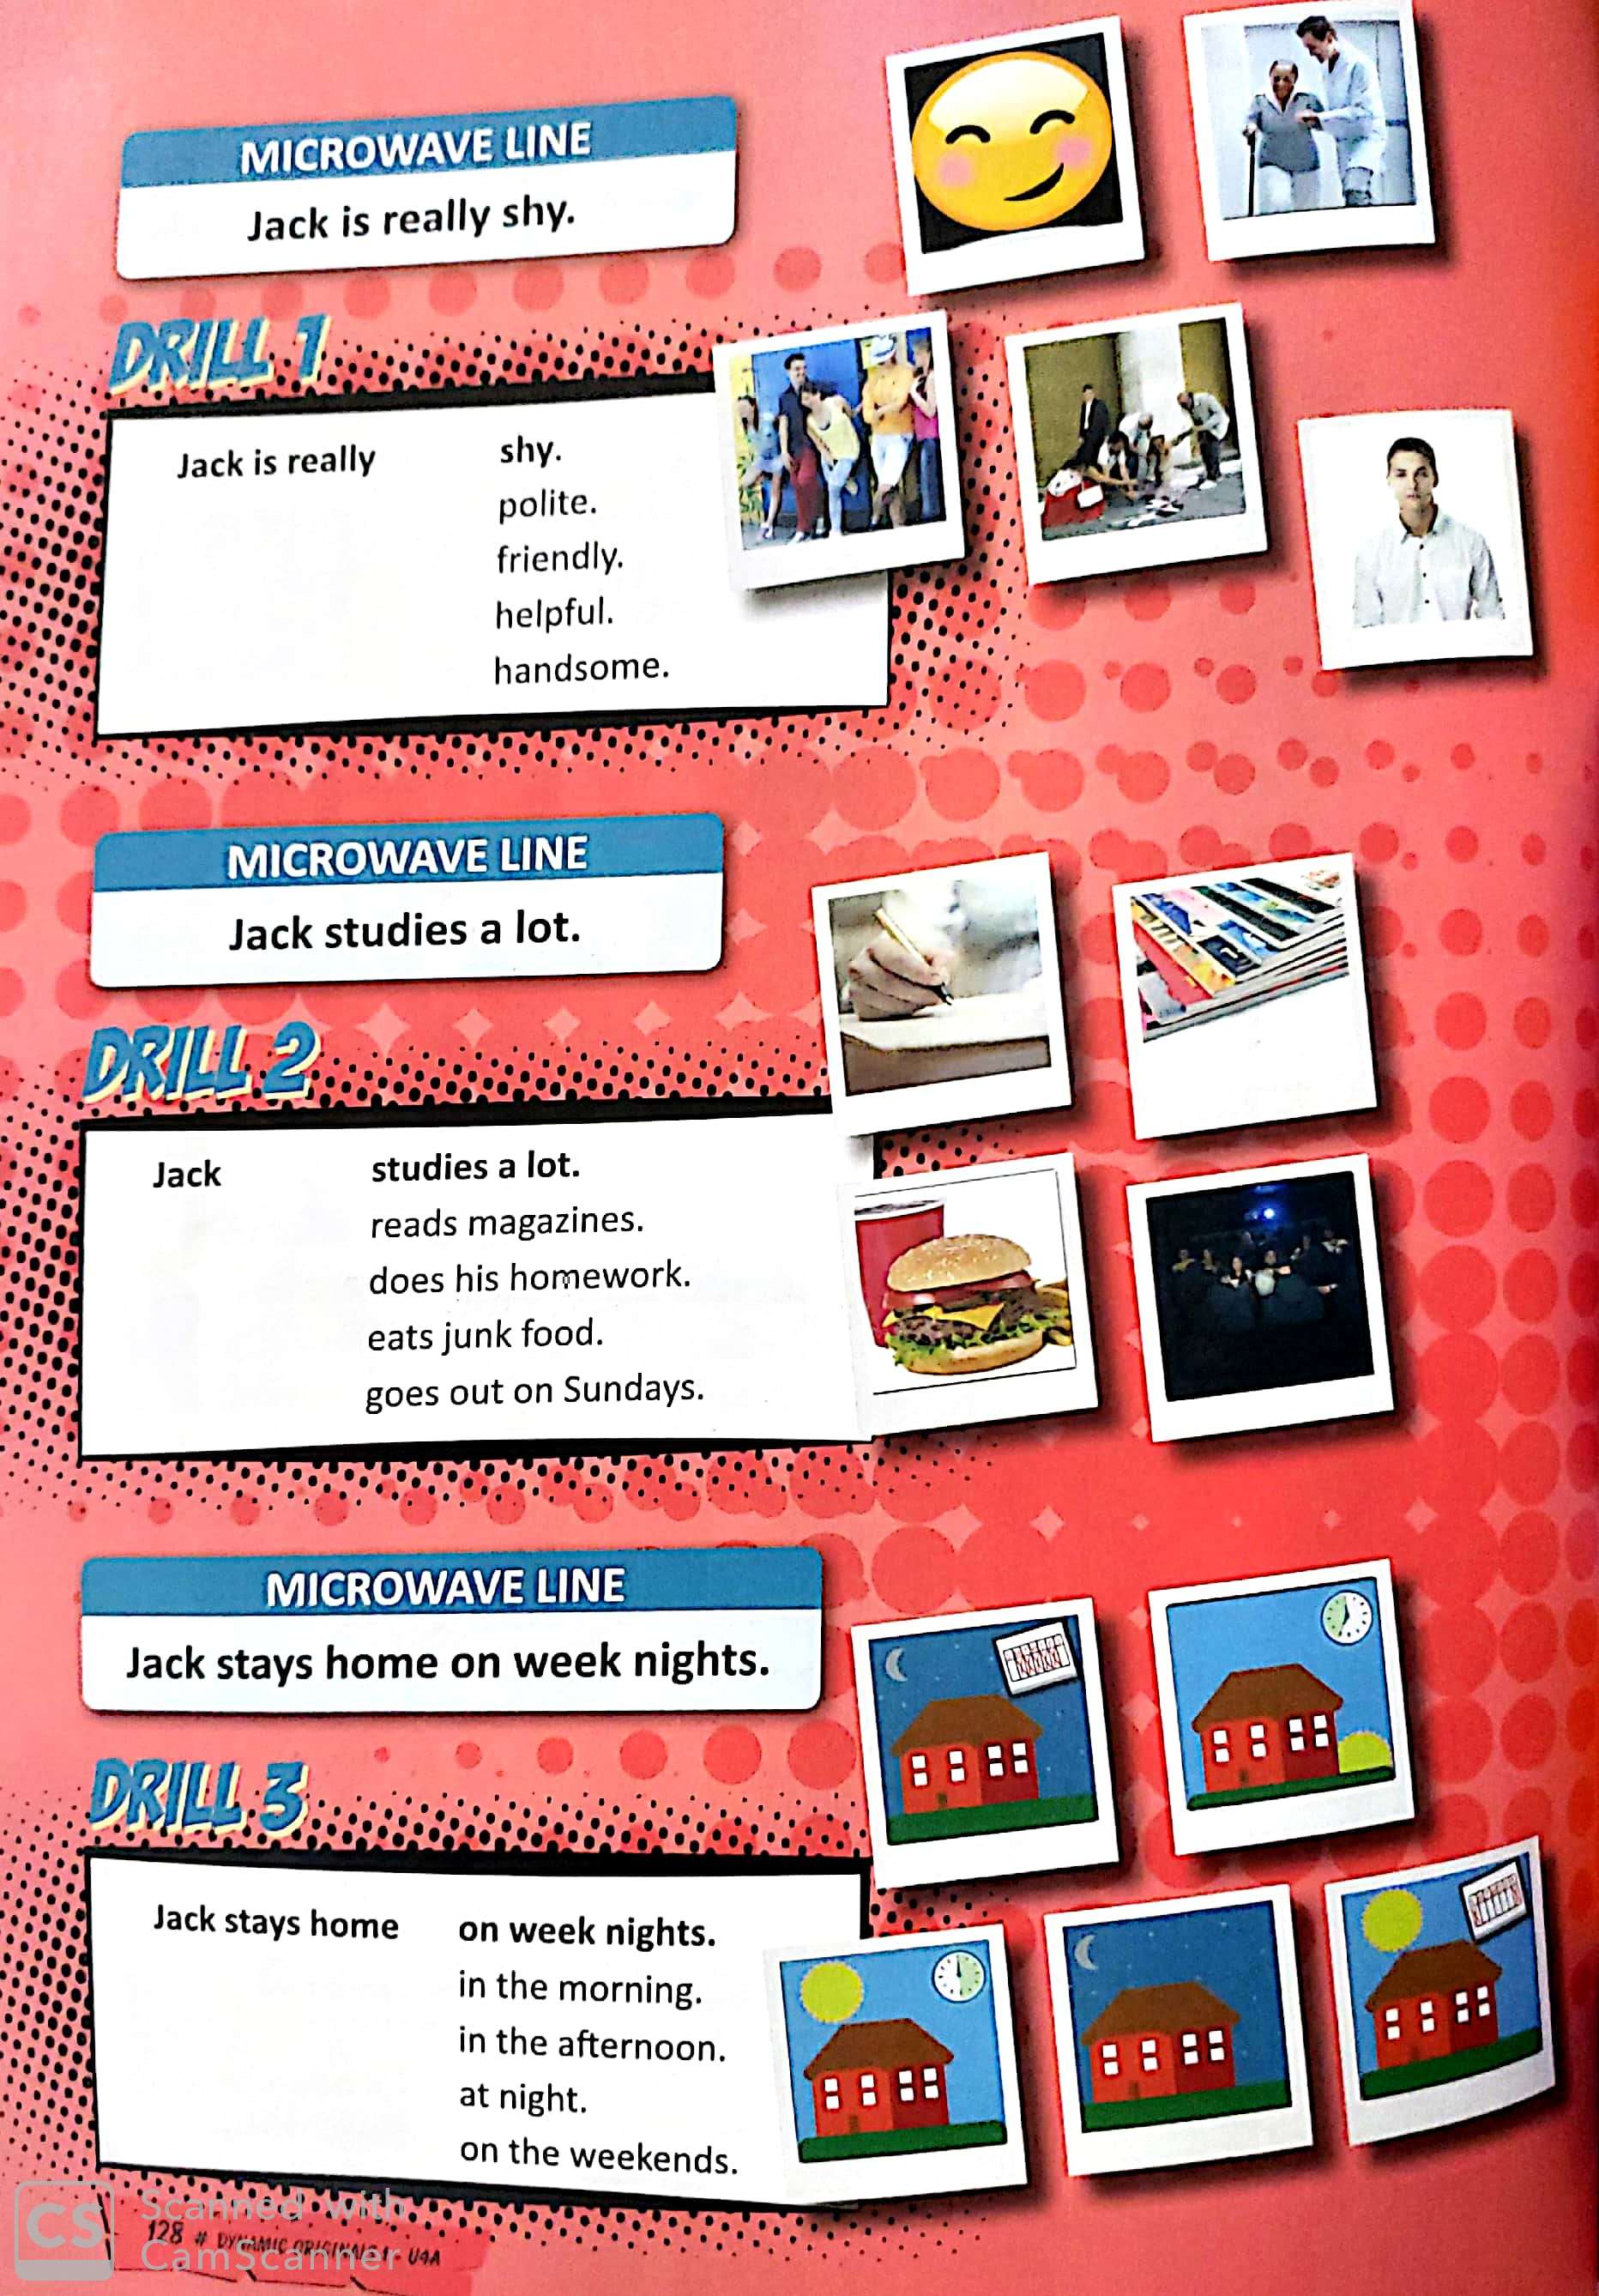 MICROWAVE LINE
Jack is really shy.
DRILL 1
Jack is really shy.
polite.
friendly.
helpful.
handsome.
MICROWAVE LINE
Jack studies a lot.
DRILL 2
Jack studies a lot.
reads magazines.
does his homework.
eats junk food.
goes out on Sundays.
MICROWAVE LINE
Jack stays home on week nights.
DRILL 3
Jack stays home on week nights.
in the morning.
in the afternoon.
at night.
on the weekends.
CS Scanned with
CamScanner
128 # DYNAMIC U4A